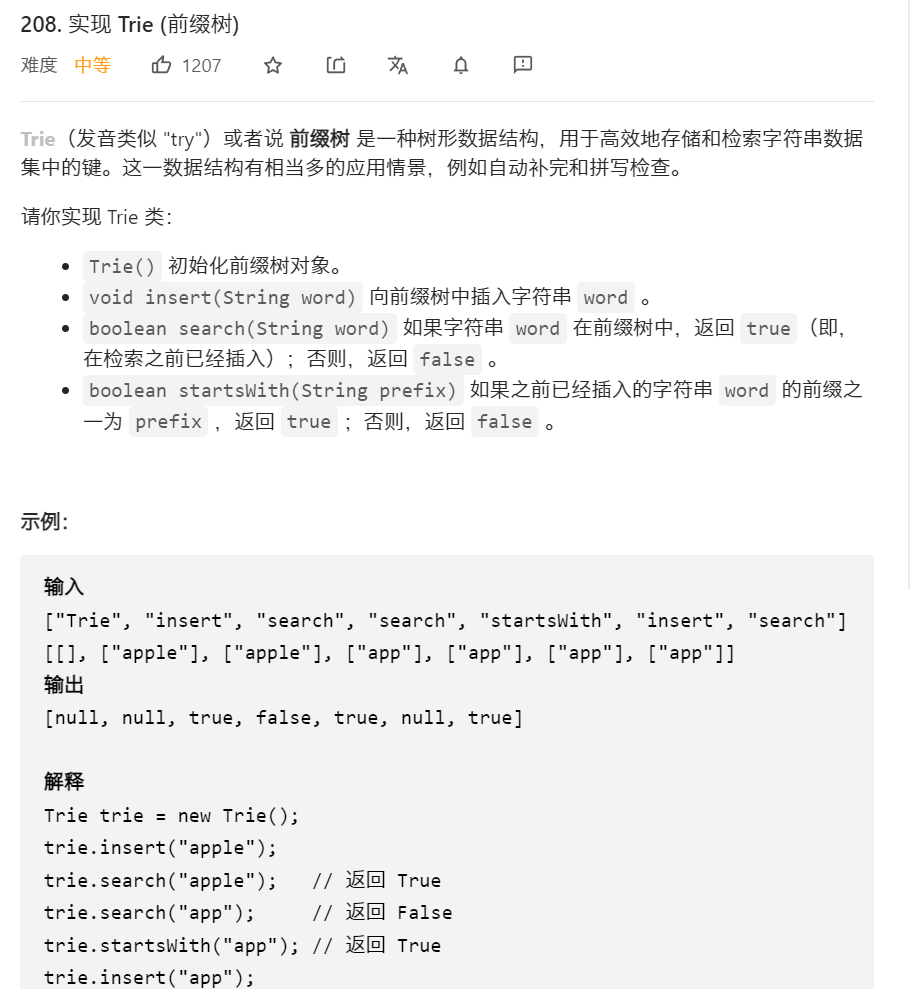 208. 实现 Trie (前缀树)
难度 中等 1207
Trie（发音类似 "try"）或者说 前缀树 是一种树形数据结构，用于高效地存储和检索字符串数据
集中的键。这一数据结构有相当多的应用情景，例如自动补完和拼写检查。
请你实现 Trie 类：
Trie() 初始化前缀树对象。
void insert(String word) 向前缀树中插入字符串 word 。
boolean search(String word) 如果字符串 word 在前缀树中，返回 true（即，
在检索之前已经插入）；否则，返回 false 。
boolean startsWith(String prefix) 如果之前已经插入的字符串 word 的前缀之
一为 prefix ，返回 true ；否则，返回 false 。
示例：
输入
["Trie", "insert", "search", "search", "startsWith", "insert", "search"]
[[], ["apple"], ["apple"], ["app"], ["app"], ["app"], ["app"]]
输出
[null, null, true, false, true, null, true]
解释
Trie trie = new Trie();
trie.insert("apple");
trie.search("apple");   // 返回 True
trie.search("app");     // 返回 False
trie.startsWith("app"); // 返回 True
trie.insert("app");